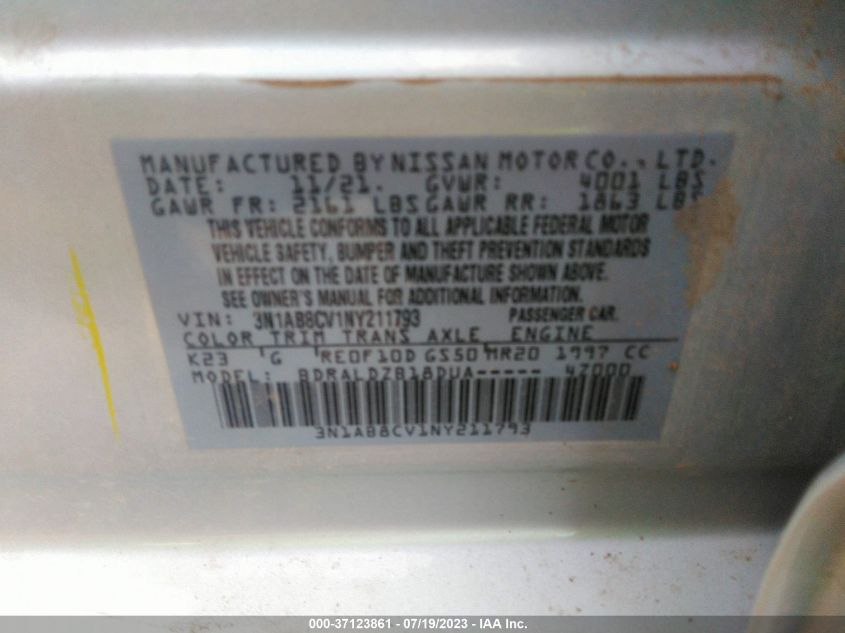 MANUFACTURED BY NISSAN MOTOR CO., LTD.
DATE: 11/21. GVWR: 4001 LBS
GAWR FR: 2161 LBS GAWR RR: 1863 LBS
THIS VEHICLE CONFORMS TO ALL APPLICABLE FEDERAL MOTOR
VEHICLE SAFETY, BUMPER AND THEFT PREVENTION STANDARDS
IN EFFECT ON THE DATE OF MANUFACTURE SHOWN ABOVE.
SEE OWNER'S MANUAL FOR ADDITIONAL INFORMATION.
VIN: 3N1AB8CV1NY211793 PASSENGER CAR.
COLOR TRIM TRANS AXLE ENGINE
K23 G RE0F10D GS50 MR20 1997 CC
MODEL: BDRALDZB18DUA----- 4Z000
3N1AB8CV1NY211793
000-37123861 - 07/19/2023 - IAA Inc.